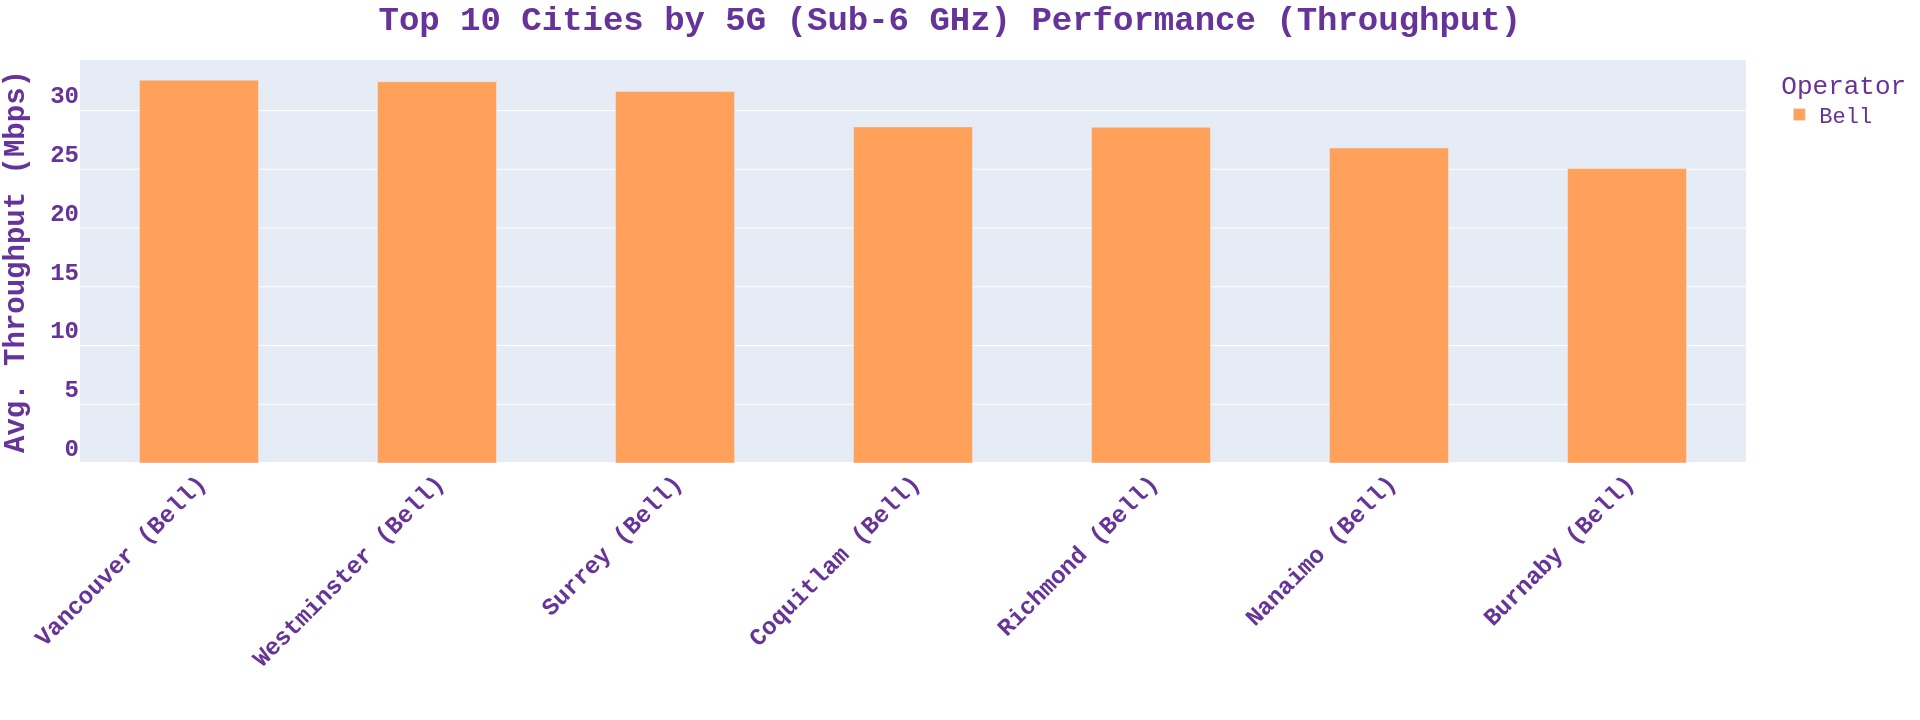 Top 10 Cities by 5G (Sub-6 GHz) Performance (Throughput)
Avg. Throughput (Mbps)
30
25
20
15
10
5
0
Vancouver (Bell)
Westminster (Bell)
Surrey (Bell)
Coquitlam (Bell)
Richmond (Bell)
Nanaimo (Bell)
Burnaby (Bell)
Operator
Bell